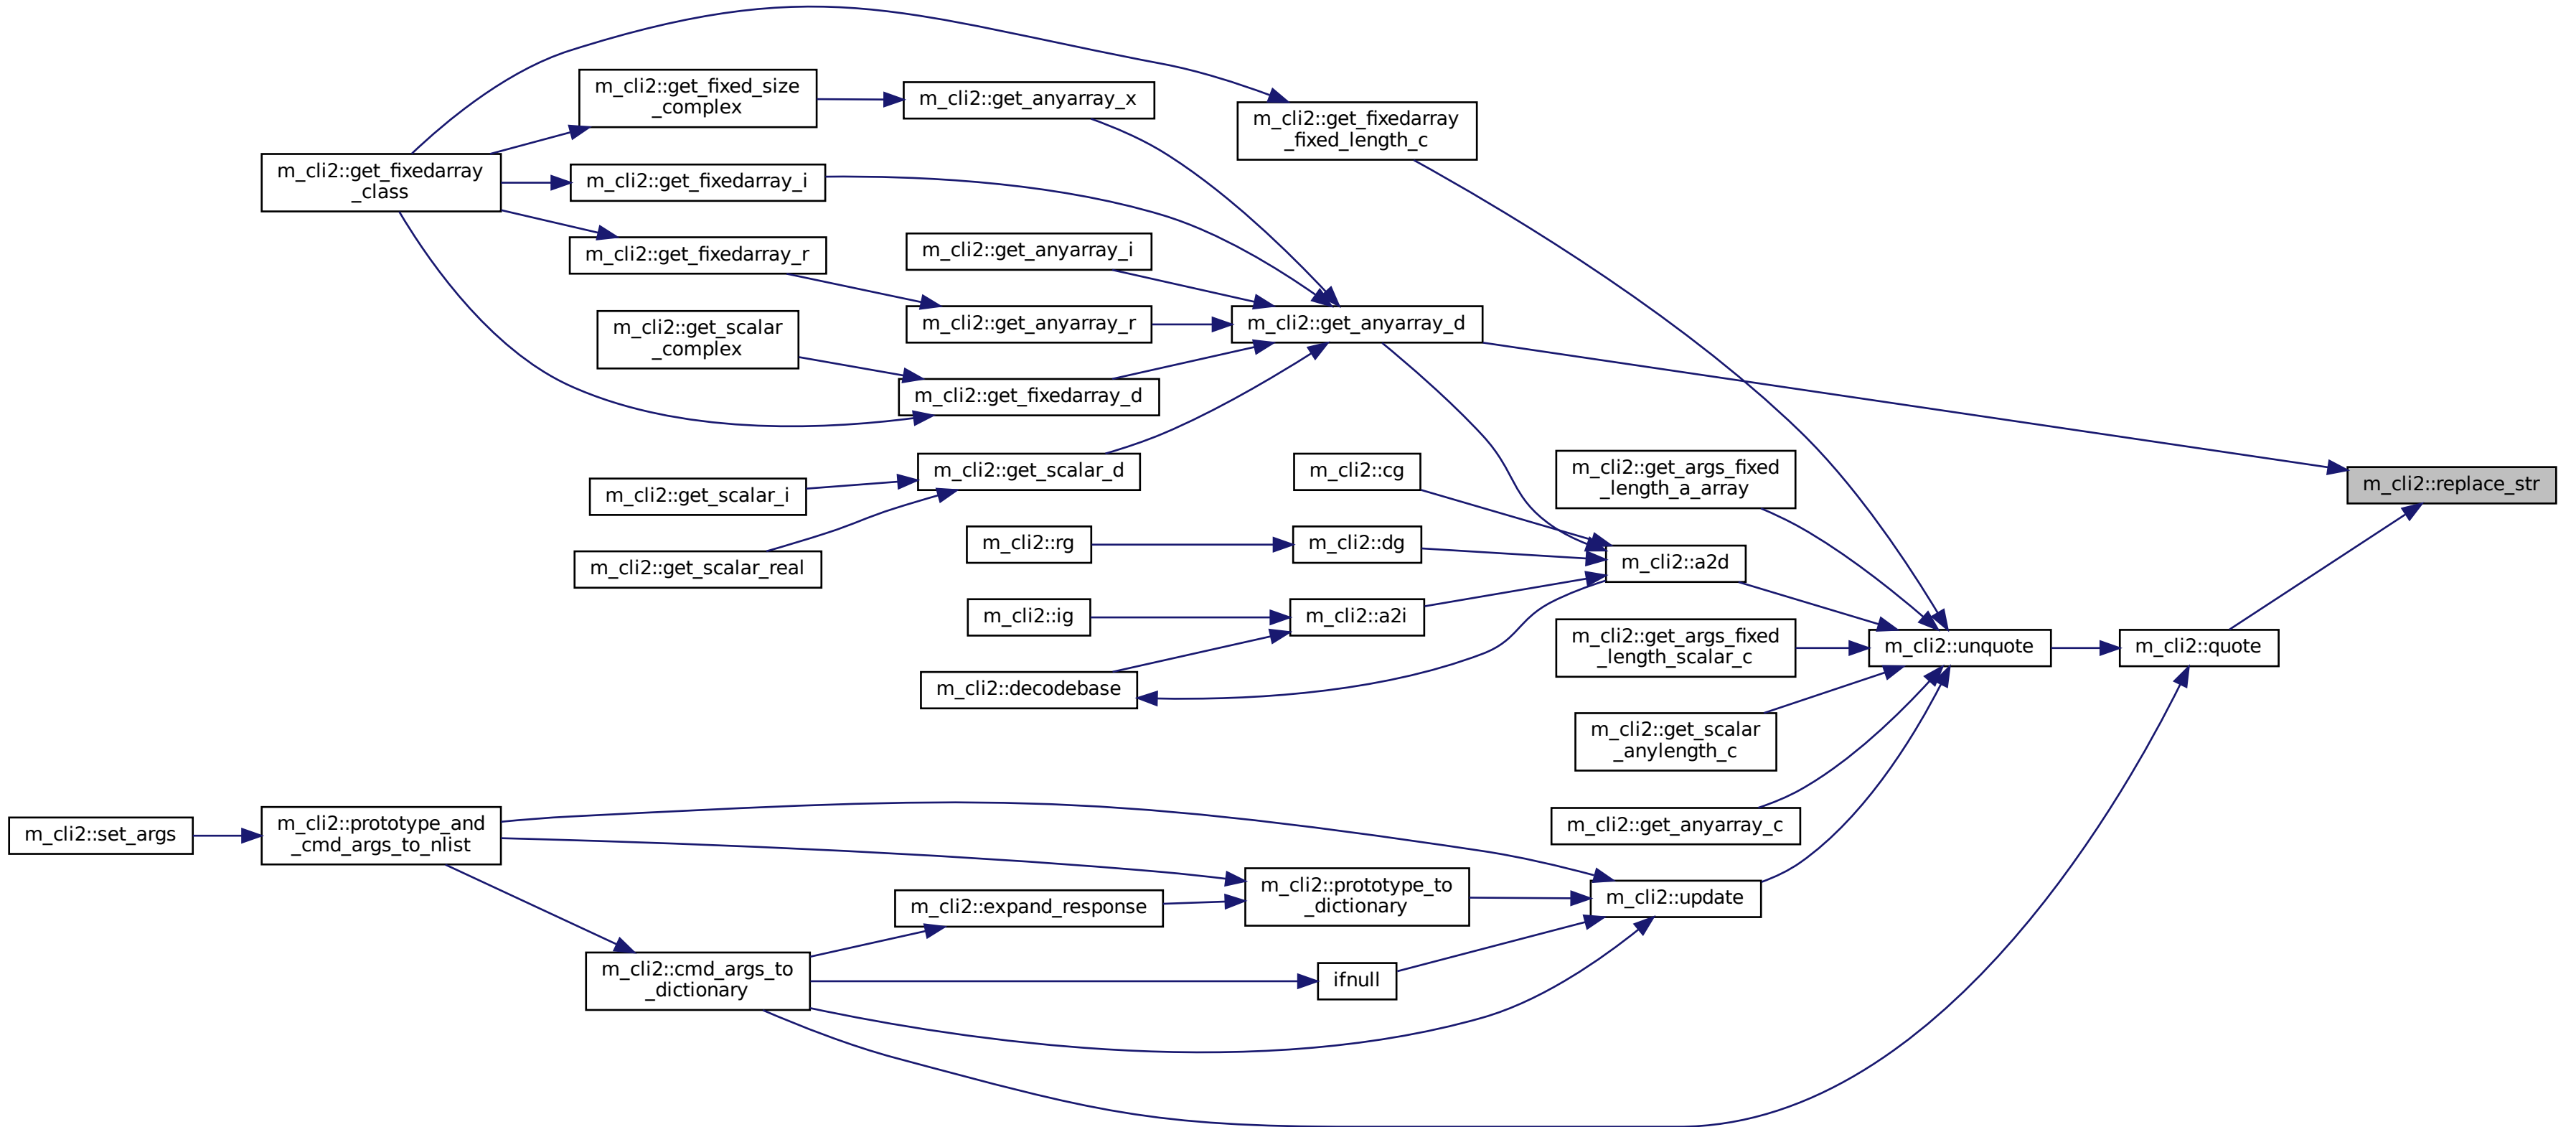 m_cli2::get_fixed_size
_complex
m_cli2::get_anyarray_x
m_cli2::get_fixedarray
_fixed_length_c
m_cli2::get_fixedarray
_class
m_cli2::get_fixedarray_i
m_cli2::get_fixedarray_r
m_cli2::get_anyarray_i
m_cli2::get_scalar
_complex
m_cli2::get_anyarray_r
m_cli2::get_anyarray_d
m_cli2::get_fixedarray_d
m_cli2::get_scalar_d
m_cli2::get_scalar_i
m_cli2::get_scalar_real
m_cli2::cg
m_cli2::get_args_fixed
_length_a_array
m_cli2::replace_str
m_cli2::rg
m_cli2::dg
m_cli2::a2d
m_cli2::ig
m_cli2::a2i
m_cli2::get_args_fixed
_length_scalar_c
m_cli2::unquote
m_cli2::quote
m_cli2::decodebase
m_cli2::get_scalar
_anylength_c
m_cli2::get_anyarray_c
m_cli2::set_args
m_cli2::prototype_and
_cmd_args_to_nlist
m_cli2::expand_response
m_cli2::prototype_to
_dictionary
m_cli2::update
m_cli2::cmd_args_to
_dictionary
ifnull